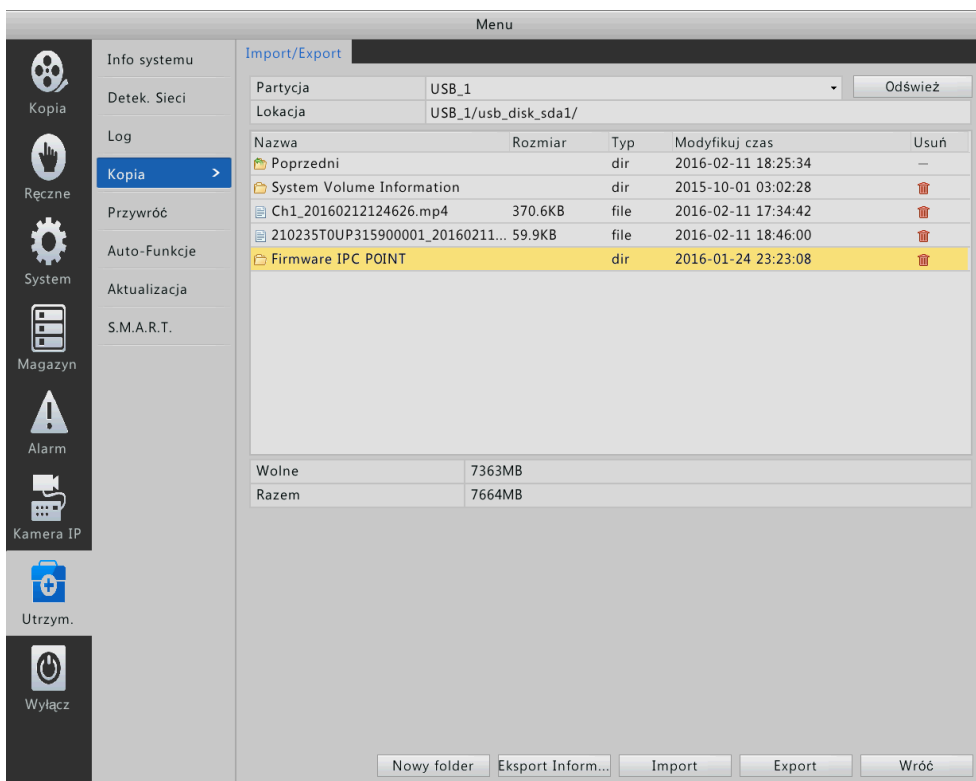 Menu
Kopia
Ręczne
System
Magazyn
Alarm
Kamera IP
Utrzym.
Wyłącz
Info systemu
Detek. Sieci
Log
Kopia >
Przywróć
Auto-Funkcje
Aktualizacja
S.M.A.R.T.
Import/Export
Partycja USB_1 Odśwież
Lokacja USB_1/usb_disk_sda1/
Nazwa Rozmiar Typ Modyfikuj czas Usuń
Poprzedni dir 2016-02-11 18:25:34 —
System Volume Information dir 2015-10-01 03:02:28
Ch1_20160212124626.mp4 370.6KB file 2016-02-11 17:34:42
210235T0UP315900001_20160211... 59.9KB file 2016-02-11 18:46:00
Firmware IPC POINT dir 2016-01-24 23:23:08
Wolne 7363MB
Razem 7664MB
Nowy folder Eksport Inform... Import Export Wróć